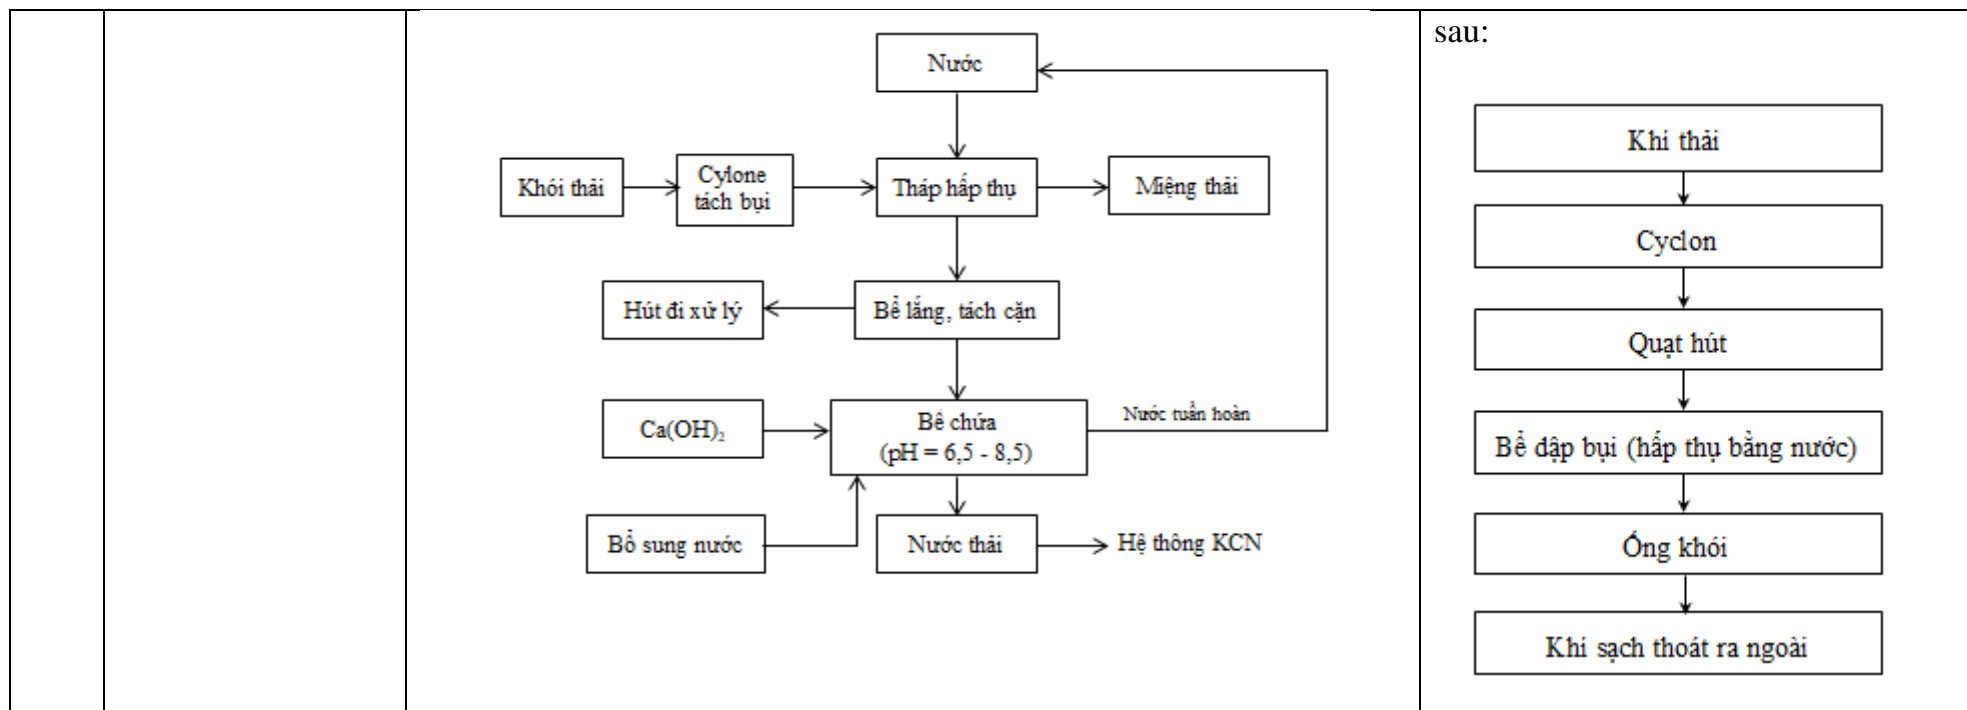 Nước
Khói thải
Cylone
tách bụi
Tháp hấp thụ
Miệng thải
Hút đi xử lý
Bể lắng, tách cặn
Ca(OH)₂
Bể chứa
(pH = 6,5 - 8,5)
Nước tuần hoàn
Bổ sung nước
Nước thải
Hệ thống KCN
sau:
Khí thải
Cyclon
Quạt hút
Bể dập bụi (hấp thụ bằng nước)
Ống khói
Khí sạch thoát ra ngoài